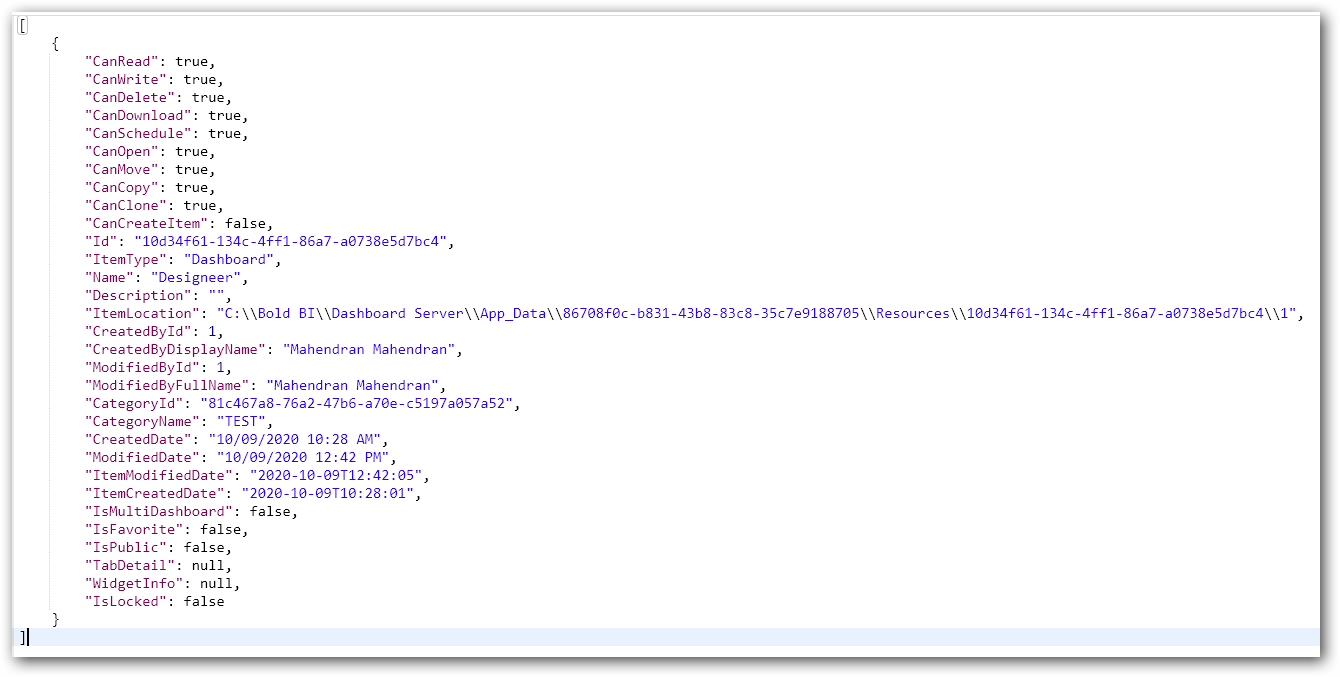 [
{
"CanRead": true,
"CanWrite": true,
"CanDelete": true,
"CanDownload": true,
"CanSchedule": true,
"CanOpen": true,
"CanMove": true,
"CanCopy": true,
"CanClone": true,
"CanCreateItem": false,
"Id": "10d34f61-134c-4ff1-86a7-a0738e5d7bc4",
"ItemType": "Dashboard",
"Name": "Designeer",
"Description": "",
"ItemLocation": "C:\\Bold BI\\Dashboard Server\\App_Data\\86708f0c-b831-43b8-83c8-35c7e9188705\\Resources\\10d34f61-134c-4ff1-86a7-a0738e5d7bc4\\1",
"CreatedById": 1,
"CreatedByDisplayName": "Mahendran Mahendran",
"ModifiedById": 1,
"ModifiedByFullName": "Mahendran Mahendran",
"CategoryId": "81c467a8-76a2-47b6-a70e-c5197a057a52",
"CategoryName": "TEST",
"CreatedDate": "10/09/2020 10:28 AM",
"ModifiedDate": "10/09/2020 12:42 PM",
"ItemModifiedDate": "2020-10-09T12:42:05",
"ItemCreatedDate": "2020-10-09T10:28:01",
"IsMultiDashboard": false,
"IsFavorite": false,
"IsPublic": false,
"TabDetail": null,
"WidgetInfo": null,
"IsLocked": false
}
]